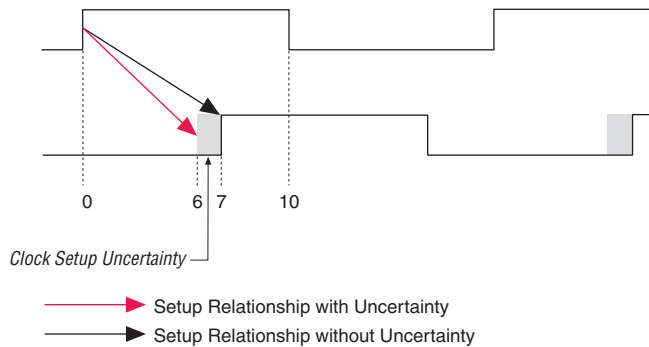 0 6 7 10
Clock Setup Uncertainty
Setup Relationship with Uncertainty
Setup Relationship without Uncertainty